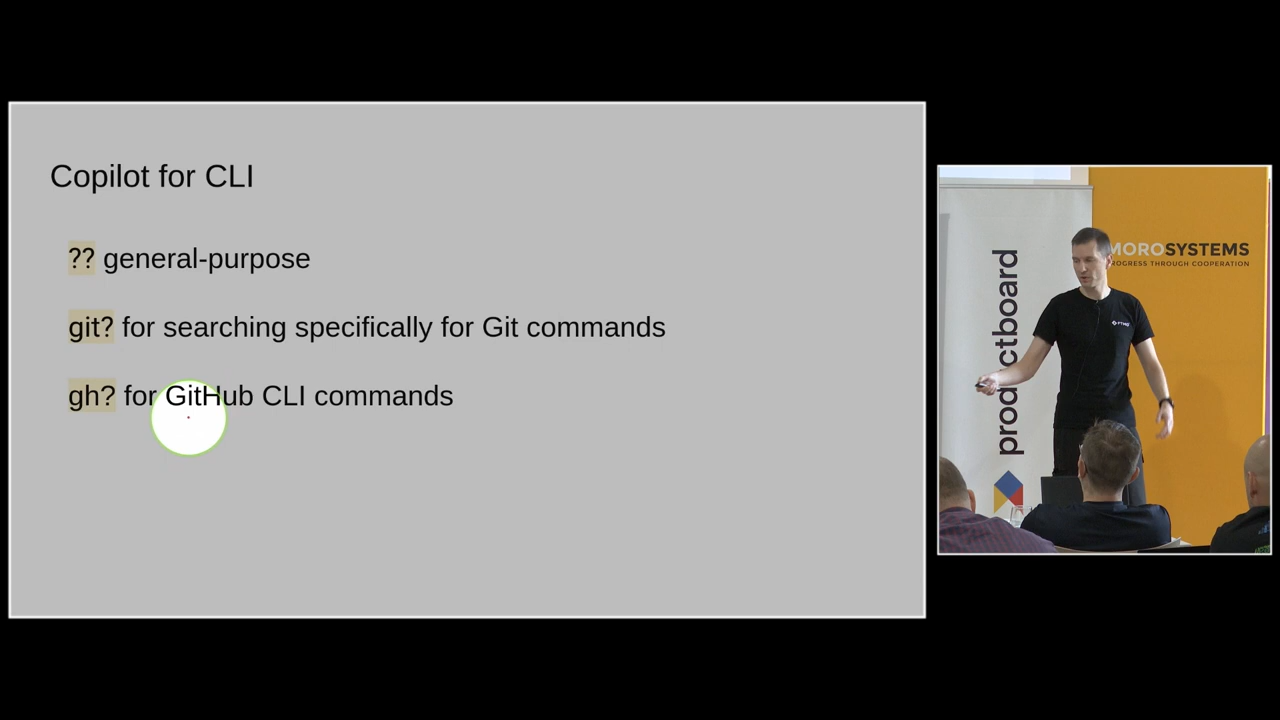 Copilot for CLI
?? general-purpose
git? for searching specifically for Git commands
gh? for GitHub CLI commands
productboard
MOROSYSTEMS
PROGRESS THROUGH COOPERATION